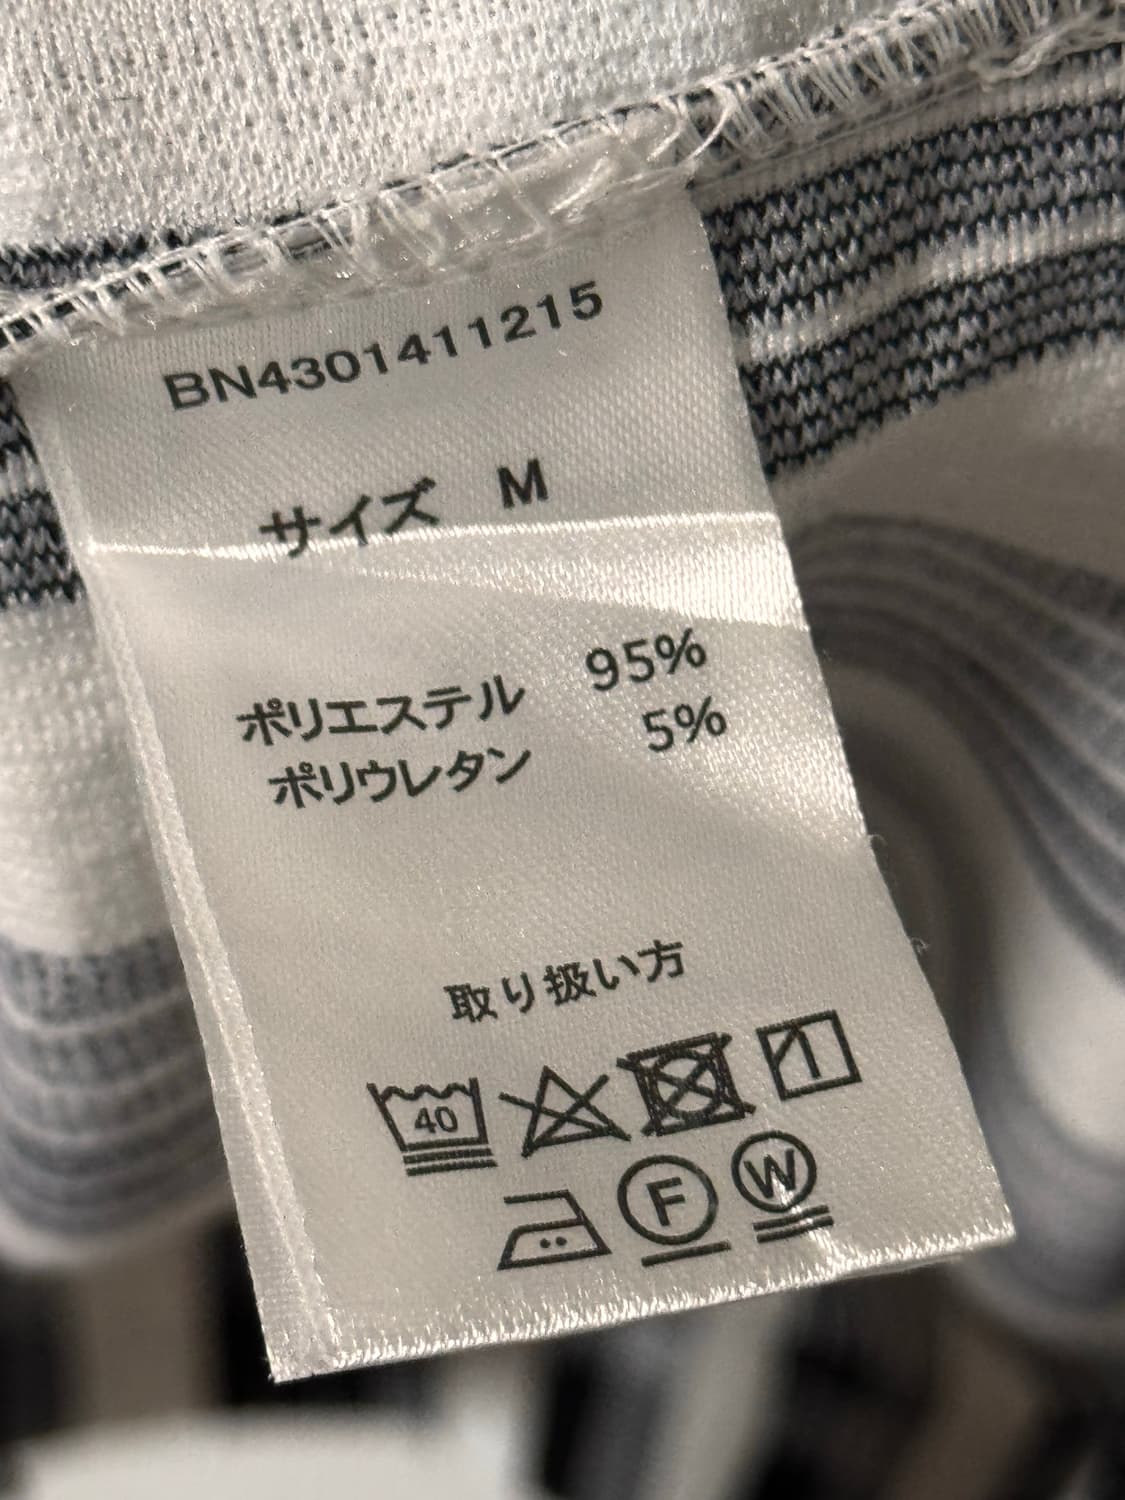 BN4301411215
サイズ M
ポリエステル 95%
ポリウレタン 5%
取り扱い方
40
F W